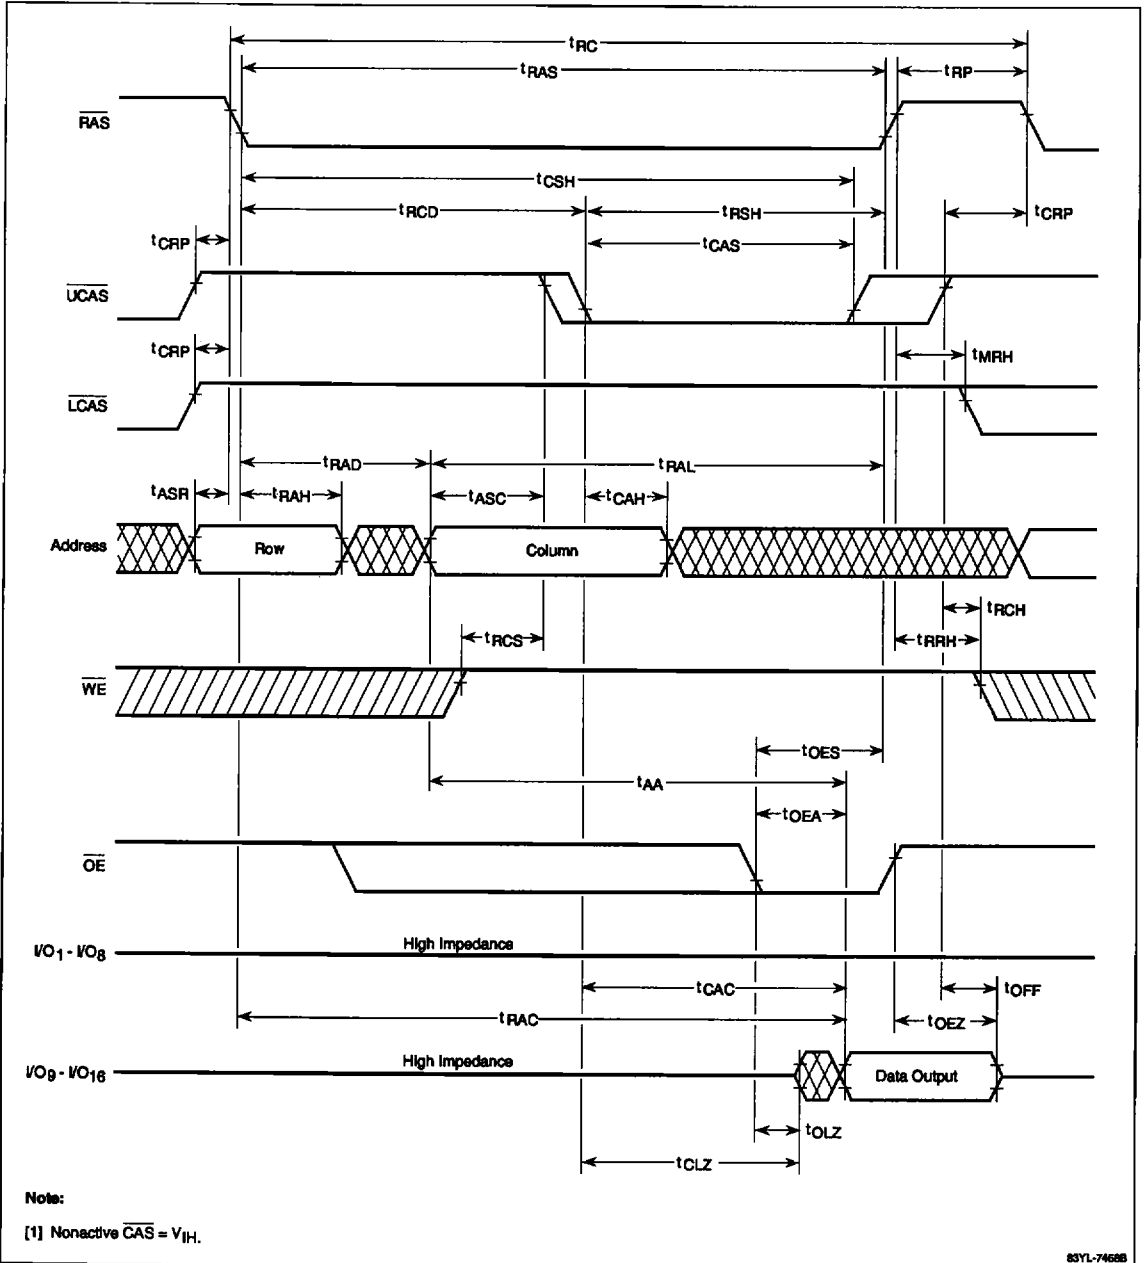 tRC
tRAS
tRP
RAS
tCSH
tRCD
tRSH
tCRP
tCRP
tCAS
UCAS
tCRP
tMRH
LCAS
tRAD
tRAL
tASR
tRAH
tASC
tCAH
Address
Row
Column
tRCH
tRCS
tRRH
WE
tOES
tAA
tOEA
OE
I/O1 - I/O8
High Impedance
tCAC
tOFF
tRAC
tOEZ
I/O9 - I/O16
High Impedance
Data Output
tOLZ
tCLZ
Note:
[1] Nonactive CAS = VIH.
83YL-7468B